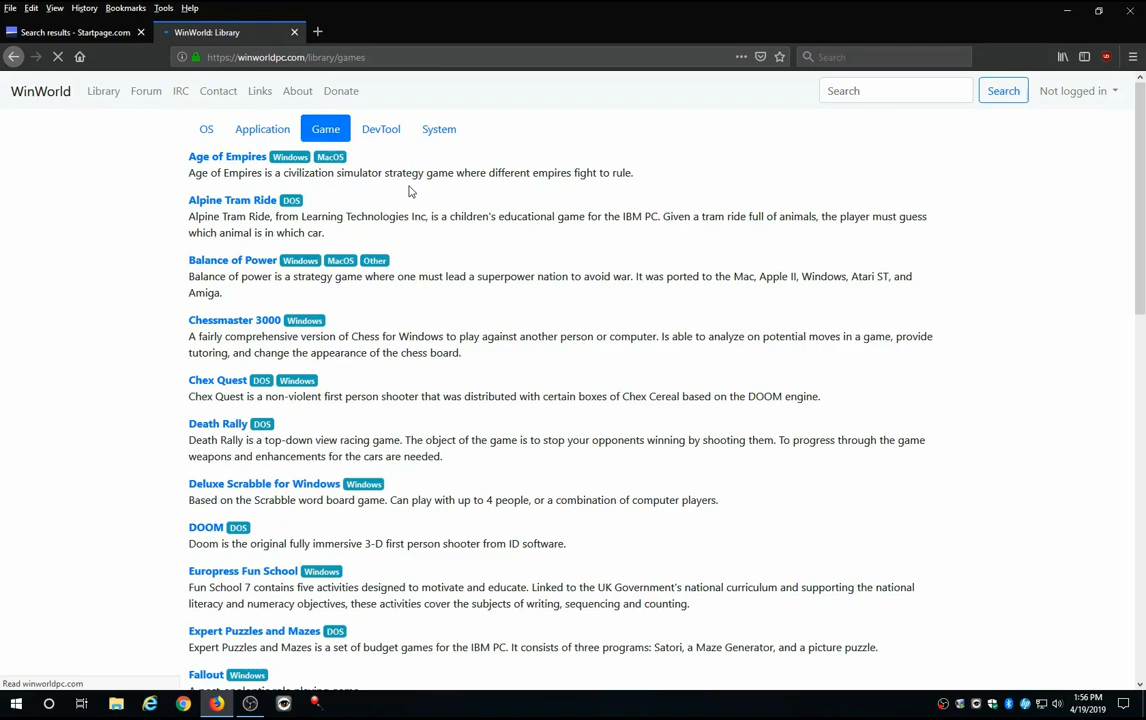 File Edit View History Bookmarks Tools Help
Search results - Startpage.com WinWorld: Library
https://winworldpc.com/library/games Search
WinWorld Library Forum IRC Contact Links About Donate Search Search Not logged in
OS Application Game DevTool System
Age of Empires Windows MacOS
Age of Empires is a civilization simulator strategy game where different empires fight to rule.
Alpine Tram Ride DOS
Alpine Tram Ride, from Learning Technologies Inc, is a children's educational game for the IBM PC. Given a tram ride full of animals, the player must guess
which animal is in which car.
Balance of Power Windows MacOS Other
Balance of power is a strategy game where one must lead a superpower nation to avoid war. It was ported to the Mac, Apple II, Windows, Atari ST, and
Amiga.
Chessmaster 3000 Windows
A fairly comprehensive version of Chess for Windows to play against another person or computer. Is able to analyze on potential moves in a game, provide
tutoring, and change the appearance of the chess board.
Chex Quest DOS Windows
Chex Quest is a non-violent first person shooter that was distributed with certain boxes of Chex Cereal based on the DOOM engine.
Death Rally DOS
Death Rally is a top-down view racing game. The object of the game is to stop your opponents winning by shooting them. To progress through the game
weapons and enhancements for the cars are needed.
Deluxe Scrabble for Windows Windows
Based on the Scrabble word board game. Can play with up to 4 people, or a combination of computer players.
DOOM DOS
Doom is the original fully immersive 3-D first person shooter from ID software.
Europress Fun School Windows
Fun School 7 contains five activities designed to motivate and educate. Linked to the UK Government's national curriculum and supporting the national
literacy and numeracy objectives, these activities cover the subjects of writing, sequencing and counting.
Expert Puzzles and Mazes DOS
Expert Puzzles and Mazes is a set of budget games for the IBM PC. It consists of three programs: Satori, a Maze Generator, and a picture puzzle.
Fallout Windows
Read winworldpc.com
1:56 PM
4/19/2019